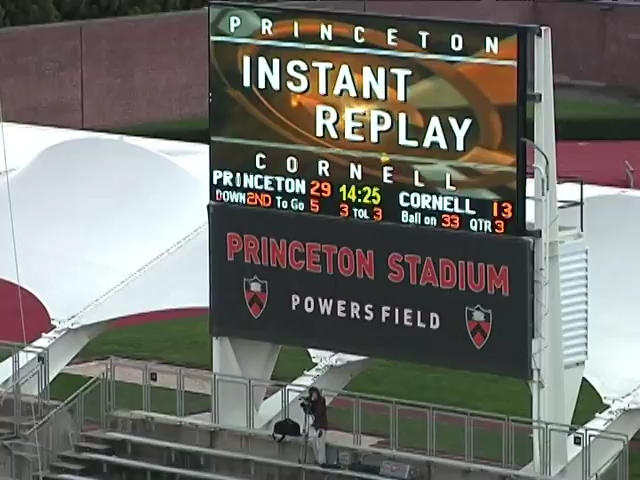 PRINCETON
INSTANT
REPLAY
CORNELL
PRINCETON 29 14:25 CORNELL 13
DOWN 2ND To Go 5 3 TOL 3 Ball on 33 QTR 3
PRINCETON STADIUM
POWERS FIELD